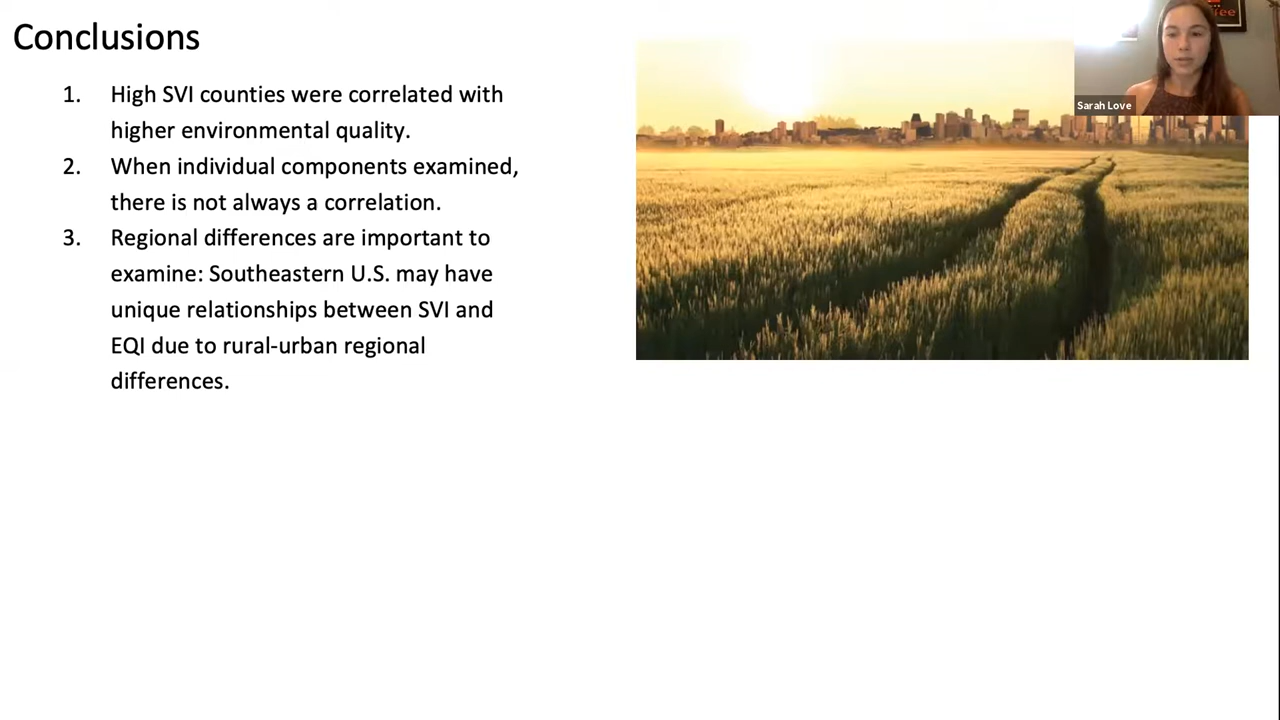 Conclusions
1. High SVI counties were correlated with
higher environmental quality.
2. When individual components examined,
there is not always a correlation.
3. Regional differences are important to
examine: Southeastern U.S. may have
unique relationships between SVI and
EQI due to rural-urban regional
differences.
Sarah Love